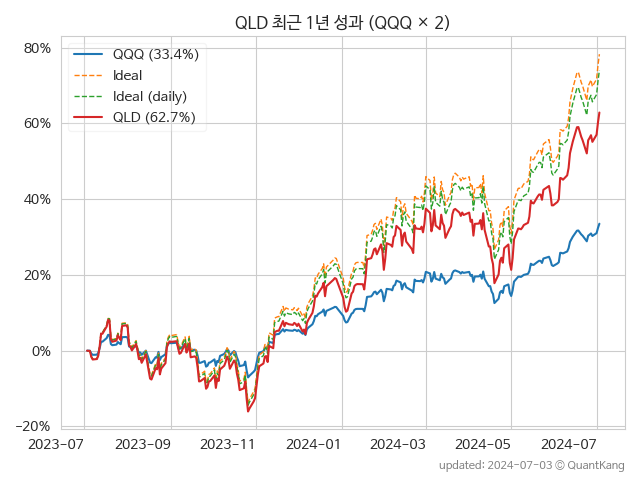 QLD 최근 1년 성과 (QQQ × 2)
QQQ (33.4%)
Ideal
Ideal (daily)
QLD (62.7%)
80%
60%
40%
20%
0%
−20%
2023-07 2023-09 2023-11 2024-01 2024-03 2024-05 2024-07
updated: 2024-07-03 © QuantKang